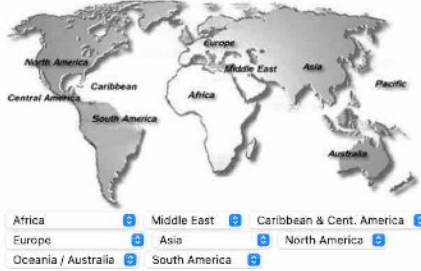 Europe
North America
Middle East
Asia
Caribbean
Pacific
Central America
Africa
South America
Australia
Africa Middle East Caribbean & Cent. America
Europe Asia North America
Oceania / Australia South America